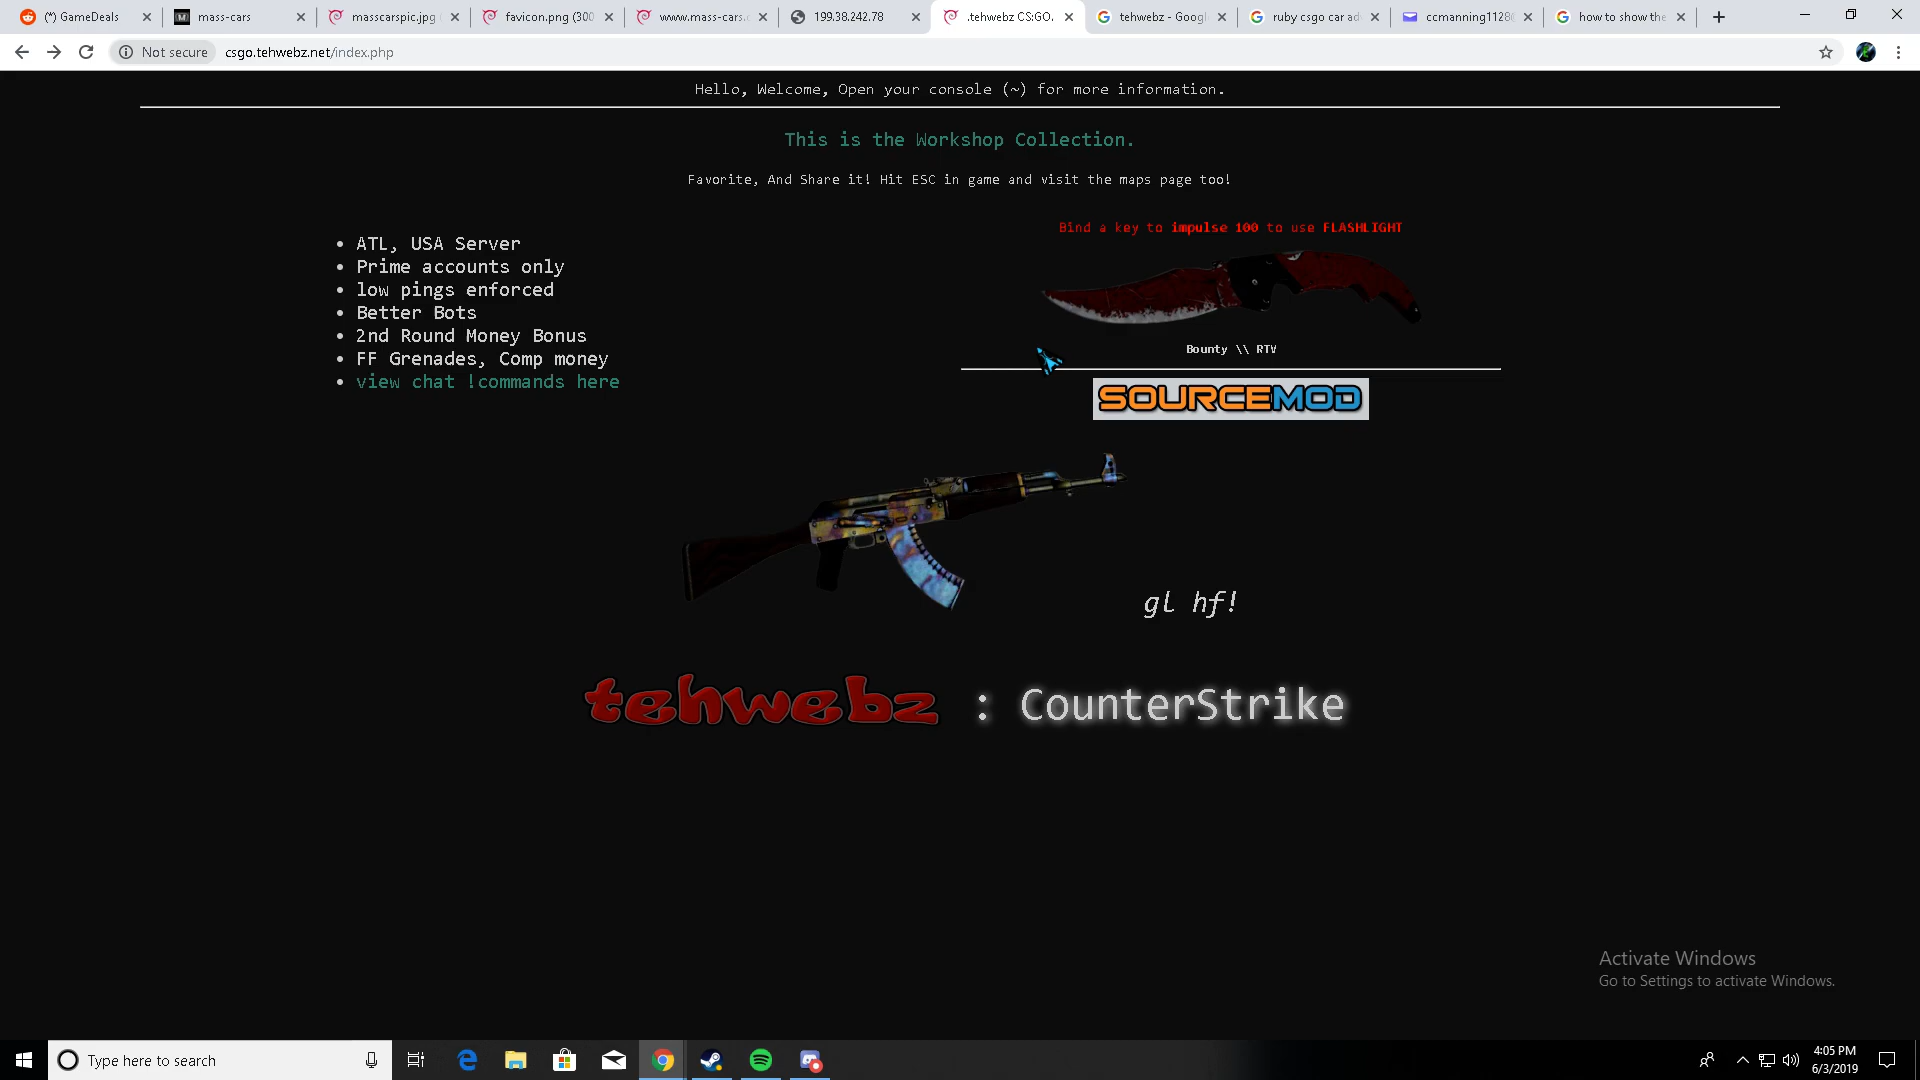 (*) GameDeals
mass-cars
masscarspic.jpg (
favicon.png (300
www.mass-cars.c
199.38.242.78
.tehwebz CS:GO.
tehwebz - Googl
ruby csgo car ad
ccmanning1128@
how to show the
Not secure
csgo.tehwebz.net/index.php
Hello, Welcome, Open your console (~) for more information.
This is the Workshop Collection.
Favorite, And Share it! Hit ESC in game and visit the maps page too!
• ATL, USA Server
• Prime accounts only
• low pings enforced
• Better Bots
• 2nd Round Money Bonus
• FF Grenades, Comp money
• view chat !commands here
Bind a key to impulse 100 to use FLASHLIGHT
Bounty \\ RTV
SOURCEMOD
gl hf!
tehwebz : CounterStrike
Activate Windows
Go to Settings to activate Windows.
Type here to search
4:05 PM
6/3/2019